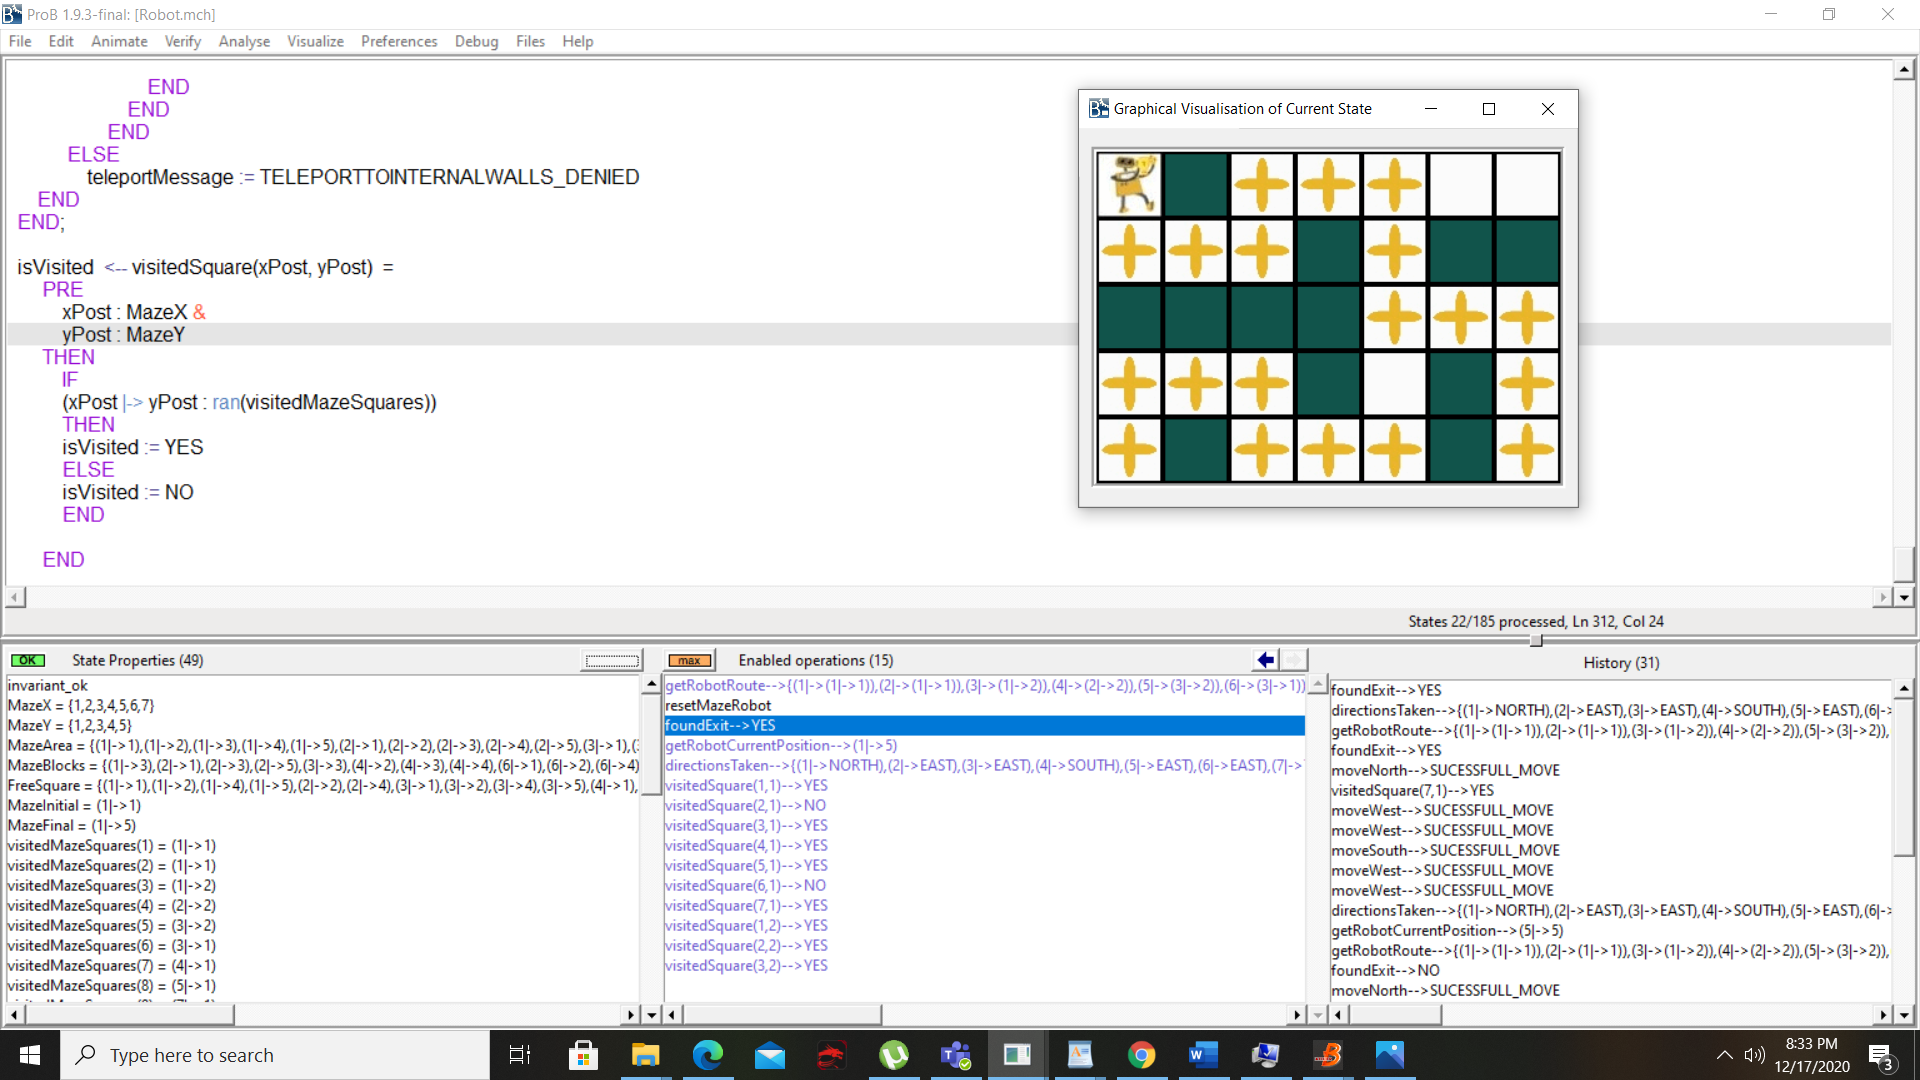 ProB 1.9.3-final: [Robot.mch]
File Edit Animate Verify Analyse Visualize Preferences Debug Files Help
END
END
END
ELSE
teleportMessage := TELEPORTTOINTERNALWALLS_DENIED
END
END;
isVisited <-- visitedSquare(xPost, yPost) =
PRE
xPost : MazeX &
yPost : MazeY
THEN
IF
(xPost |-> yPost : ran(visitedMazeSquares))
THEN
isVisited := YES
ELSE
isVisited := NO
END
END
Graphical Visualisation of Current State
States 22/185 processed, Ln 312, Col 24
OK State Properties (49)
invariant_ok
MazeX = {1,2,3,4,5,6,7}
MazeY = {1,2,3,4,5}
MazeArea = {(1|->1),(1|->2),(1|->3),(1|->4),(1|->5),(2|->1),(2|->2),(2|->3),(2|->4),(2|->5),(3|->1),(
MazeBlocks = {(1|->3),(2|->1),(2|->3),(2|->5),(3|->3),(4|->2),(4|->3),(4|->4),(6|->1),(6|->2),(6|->4)
FreeSquare = {(1|->1),(1|->2),(1|->4),(1|->5),(2|->2),(2|->4),(3|->1),(3|->2),(3|->4),(3|->5),(4|->1),
MazeInitial = (1|->1)
MazeFinal = (1|->5)
visitedMazeSquares(1) = (1|->1)
visitedMazeSquares(2) = (1|->1)
visitedMazeSquares(3) = (1|->2)
visitedMazeSquares(4) = (2|->2)
visitedMazeSquares(5) = (3|->2)
visitedMazeSquares(6) = (3|->1)
visitedMazeSquares(7) = (4|->1)
visitedMazeSquares(8) = (5|->1)
max Enabled operations (15)
getRobotRoute-->{(1|->(1|->1)),(2|->(1|->1)),(3|->(1|->2)),(4|->(2|->2)),(5|->(3|->2)),(6|->(3|->1))
resetMazeRobot
foundExit-->YES
getRobotCurrentPosition-->(1|->5)
directionsTaken-->{(1|->NORTH),(2|->EAST),(3|->EAST),(4|->SOUTH),(5|->EAST),(6|->EAST),(7|->
visitedSquare(1,1)-->YES
visitedSquare(2,1)-->NO
visitedSquare(3,1)-->YES
visitedSquare(4,1)-->YES
visitedSquare(5,1)-->YES
visitedSquare(6,1)-->NO
visitedSquare(7,1)-->YES
visitedSquare(1,2)-->YES
visitedSquare(2,2)-->YES
visitedSquare(3,2)-->YES
History (31)
foundExit-->YES
directionsTaken-->{(1|->NORTH),(2|->EAST),(3|->EAST),(4|->SOUTH),(5|->EAST),(6|->
getRobotRoute-->{(1|->(1|->1)),(2|->(1|->1)),(3|->(1|->2)),(4|->(2|->2)),(5|->(3|->2)),
foundExit-->YES
moveNorth-->SUCESSFULL_MOVE
visitedSquare(7,1)-->YES
moveWest-->SUCESSFULL_MOVE
moveWest-->SUCESSFULL_MOVE
moveSouth-->SUCESSFULL_MOVE
moveWest-->SUCESSFULL_MOVE
moveWest-->SUCESSFULL_MOVE
directionsTaken-->{(1|->NORTH),(2|->EAST),(3|->EAST),(4|->SOUTH),(5|->EAST),(6|->
getRobotCurrentPosition-->(5|->5)
getRobotRoute-->{(1|->(1|->1)),(2|->(1|->1)),(3|->(1|->2)),(4|->(2|->2)),(5|->(3|->2)),
foundExit-->NO
moveNorth-->SUCESSFULL_MOVE
Type here to search
8:33 PM
12/17/2020
3